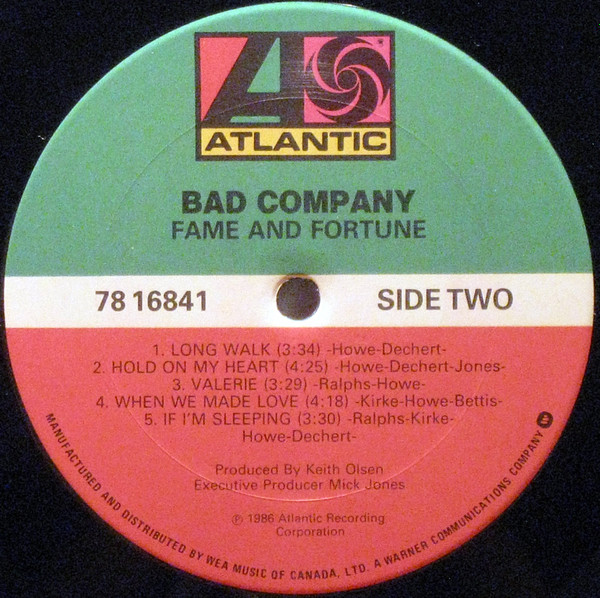 ATLANTIC
BAD COMPANY
FAME AND FORTUNE
78 16841
SIDE TWO
1. LONG WALK (3:34) -Howe-Dechert-
2. HOLD ON MY HEART (4:25) -Howe-Dechert-Jones-
3. VALERIE (3:29) -Ralphs-Howe-
4. WHEN WE MADE LOVE (4:18) -Kirke-Howe-Bettis-
5. IF I'M SLEEPING (3:30) -Ralphs-Kirke-
Howe-Dechert-
Produced By Keith Olsen
Executive Producer Mick Jones
℗ 1986 Atlantic Recording
Corporation
MANUFACTURED AND DISTRIBUTED BY WEA MUSIC OF CANADA, LTD. A WARNER COMMUNICATIONS COMPANY